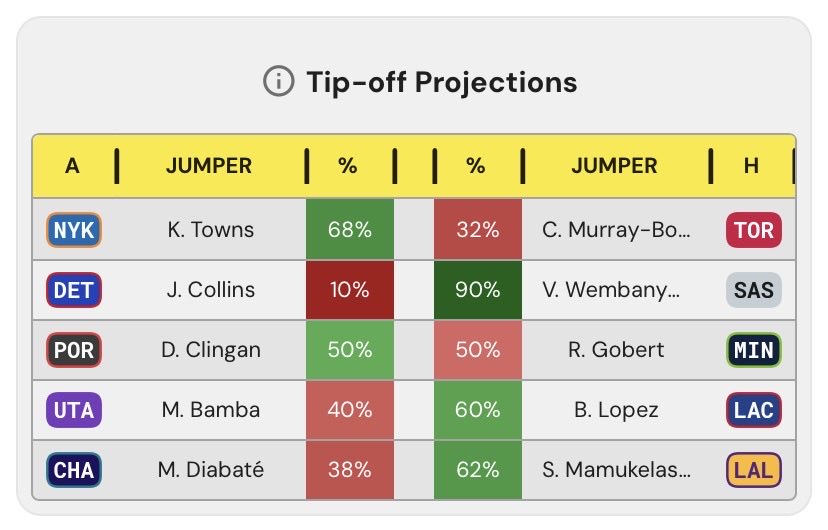 Tip-off Projections
A JUMPER % % JUMPER H
NYK K. Towns 68% 32% C. Murray-Bo... TOR
DET J. Collins 10% 90% V. Wembany... SAS
POR D. Clingan 50% 50% R. Gobert MIN
UTA M. Bamba 40% 60% B. Lopez LAC
CHA M. Diabaté 38% 62% S. Mamukelas... LAL